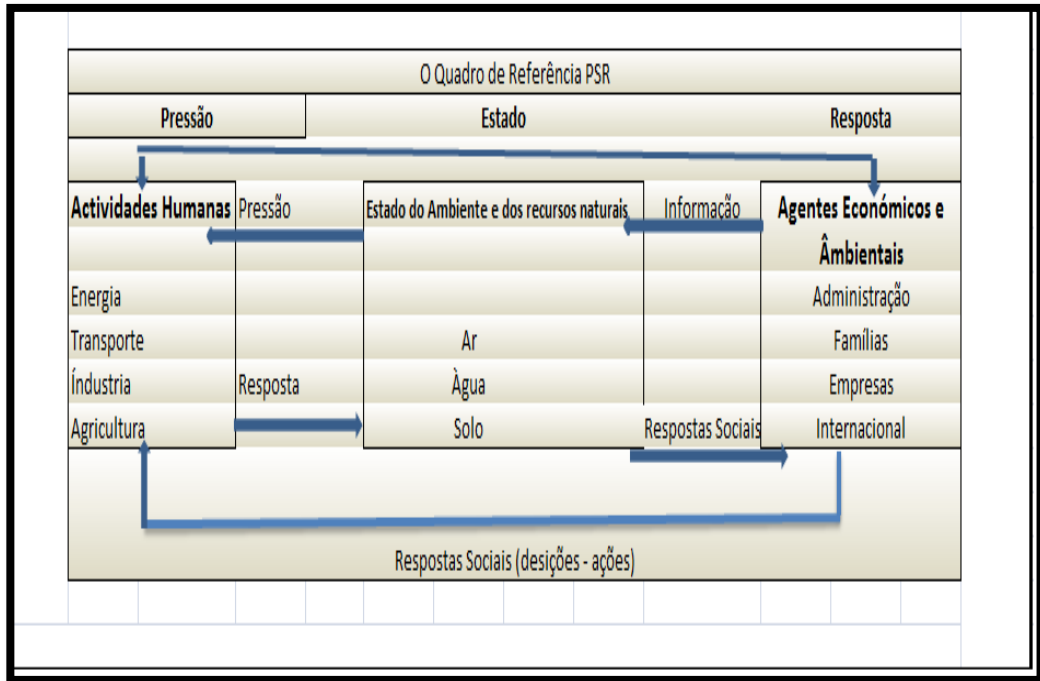 O Quadro de Referência PSR
Pressão Estado Resposta
Actividades Humanas Pressão Estado do Ambiente e dos recursos naturais Informação Agentes Económicos e
Âmbientais
Energia Administração
Transporte Ar Famílias
Índustria Resposta Àgua Empresas
Agricultura Solo Respostas Sociais Internacional
Respostas Sociais (desições - ações)